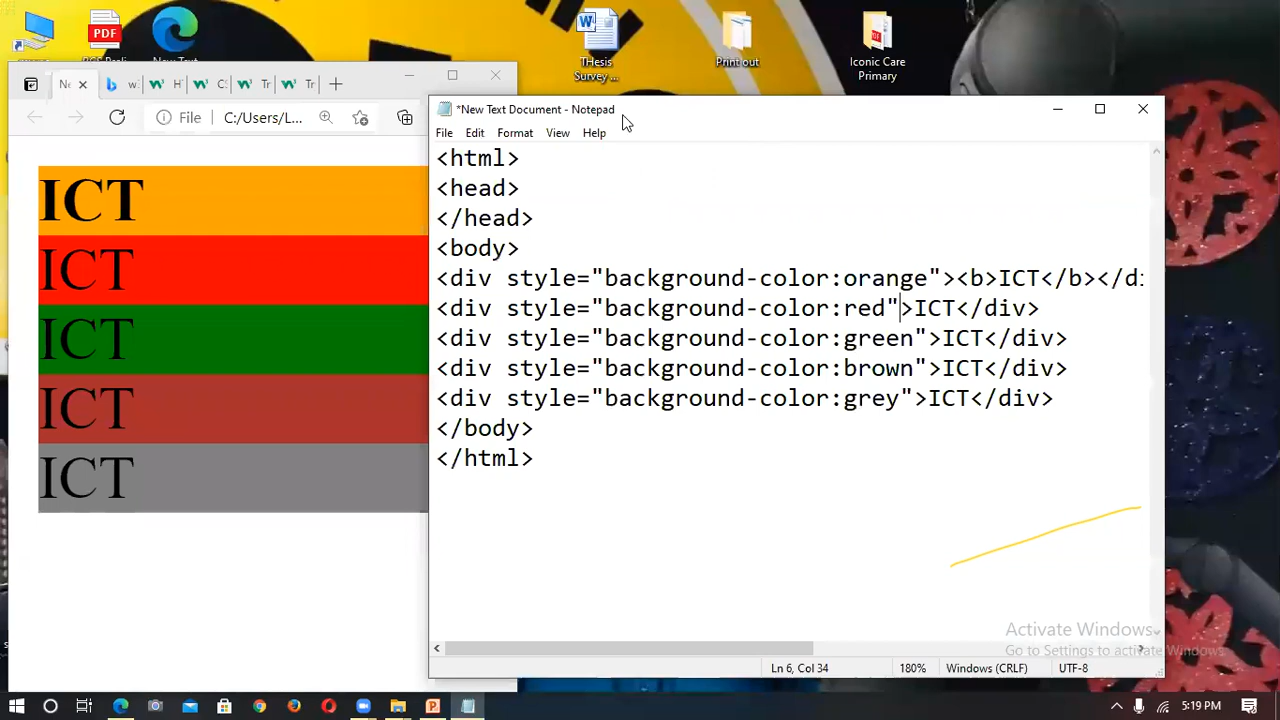 PDF
New Text
THesis
Survey ...
Print out
Iconic Care
Primary
File
C:/Users/L...
ICT
ICT
ICT
ICT
ICT
*New Text Document - Notepad
File Edit Format View Help
<html>
<head>
</head>
<body>
<div style="background-color:orange"><b>ICT</b></di
<div style="background-color:red">ICT</div>
<div style="background-color:green">ICT</div>
<div style="background-color:brown">ICT</div>
<div style="background-color:grey">ICT</div>
</body>
</html>
Activate Windows
Go to Settings to activate Windows.
Ln 6, Col 34 180% Windows (CRLF) UTF-8
5:19 PM